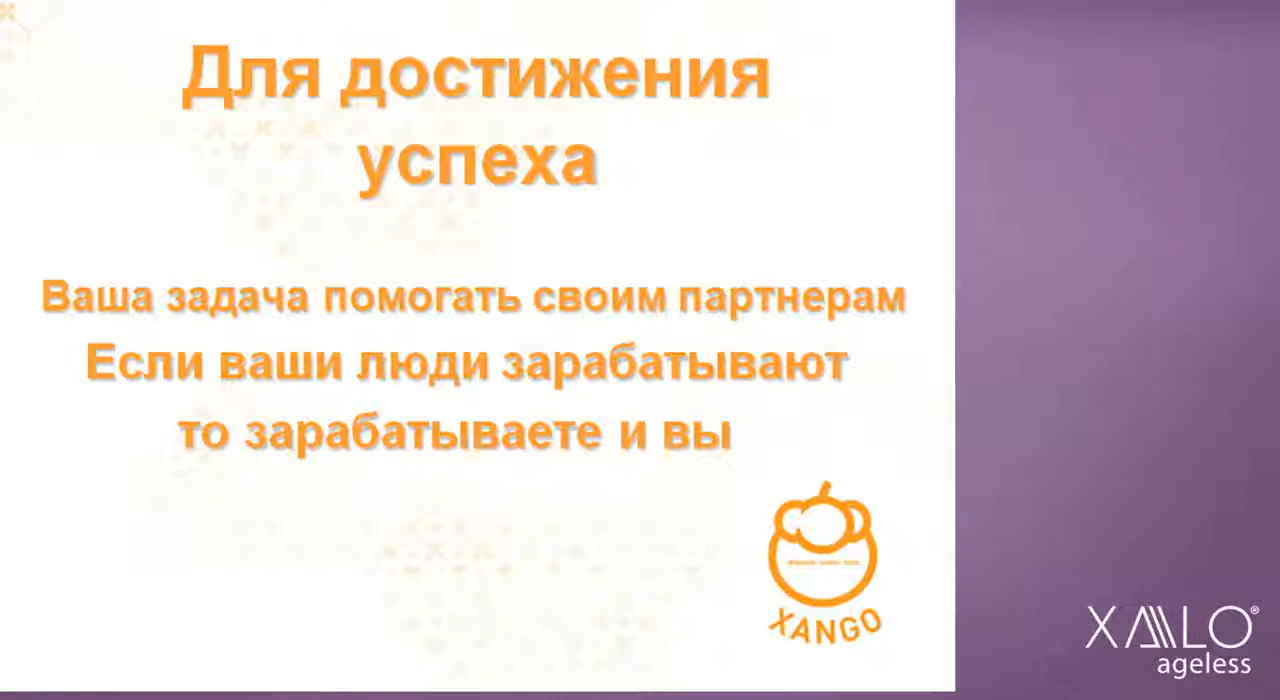 Для достижения
успеха
Ваша задача помогать своим партнерам
Если ваши люди зарабатывают
то зарабатываете и вы
XANGO
XALO®
ageless